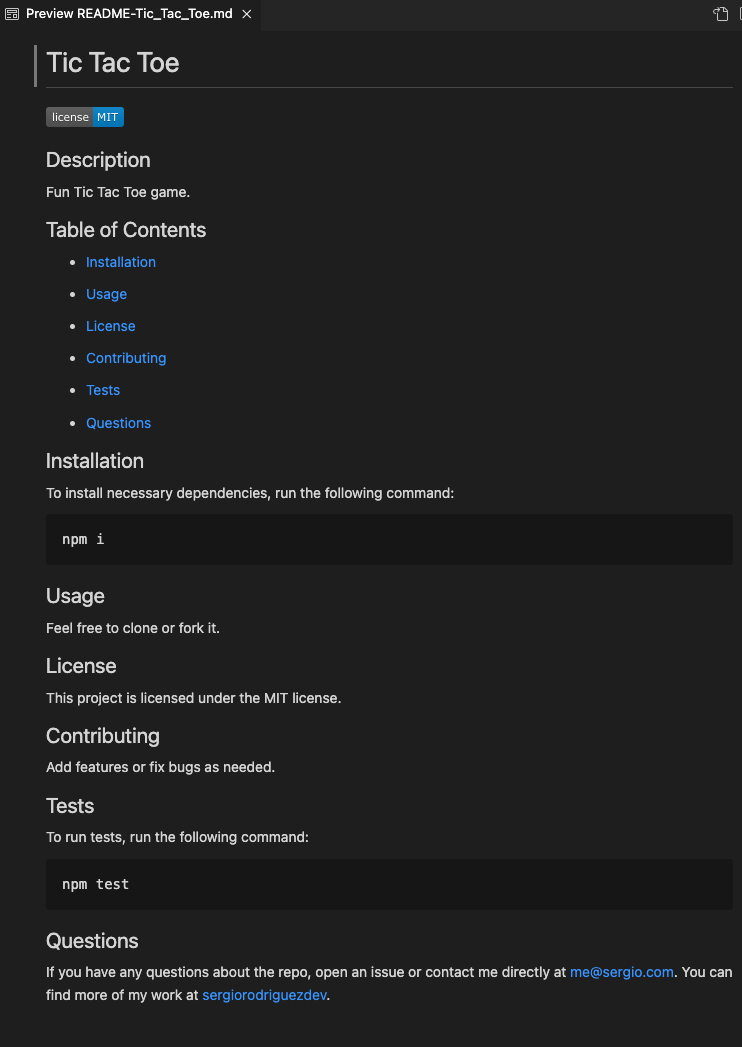 Preview README-Tic_Tac_Toe.md
Tic Tac Toe
license MIT
Description
Fun Tic Tac Toe game.
Table of Contents
Installation
Usage
License
Contributing
Tests
Questions
Installation
To install necessary dependencies, run the following command:
npm i
Usage
Feel free to clone or fork it.
License
This project is licensed under the MIT license.
Contributing
Add features or fix bugs as needed.
Tests
To run tests, run the following command:
npm test
Questions
If you have any questions about the repo, open an issue or contact me directly at me@sergio.com. You can
find more of my work at sergiorodriguezdev.